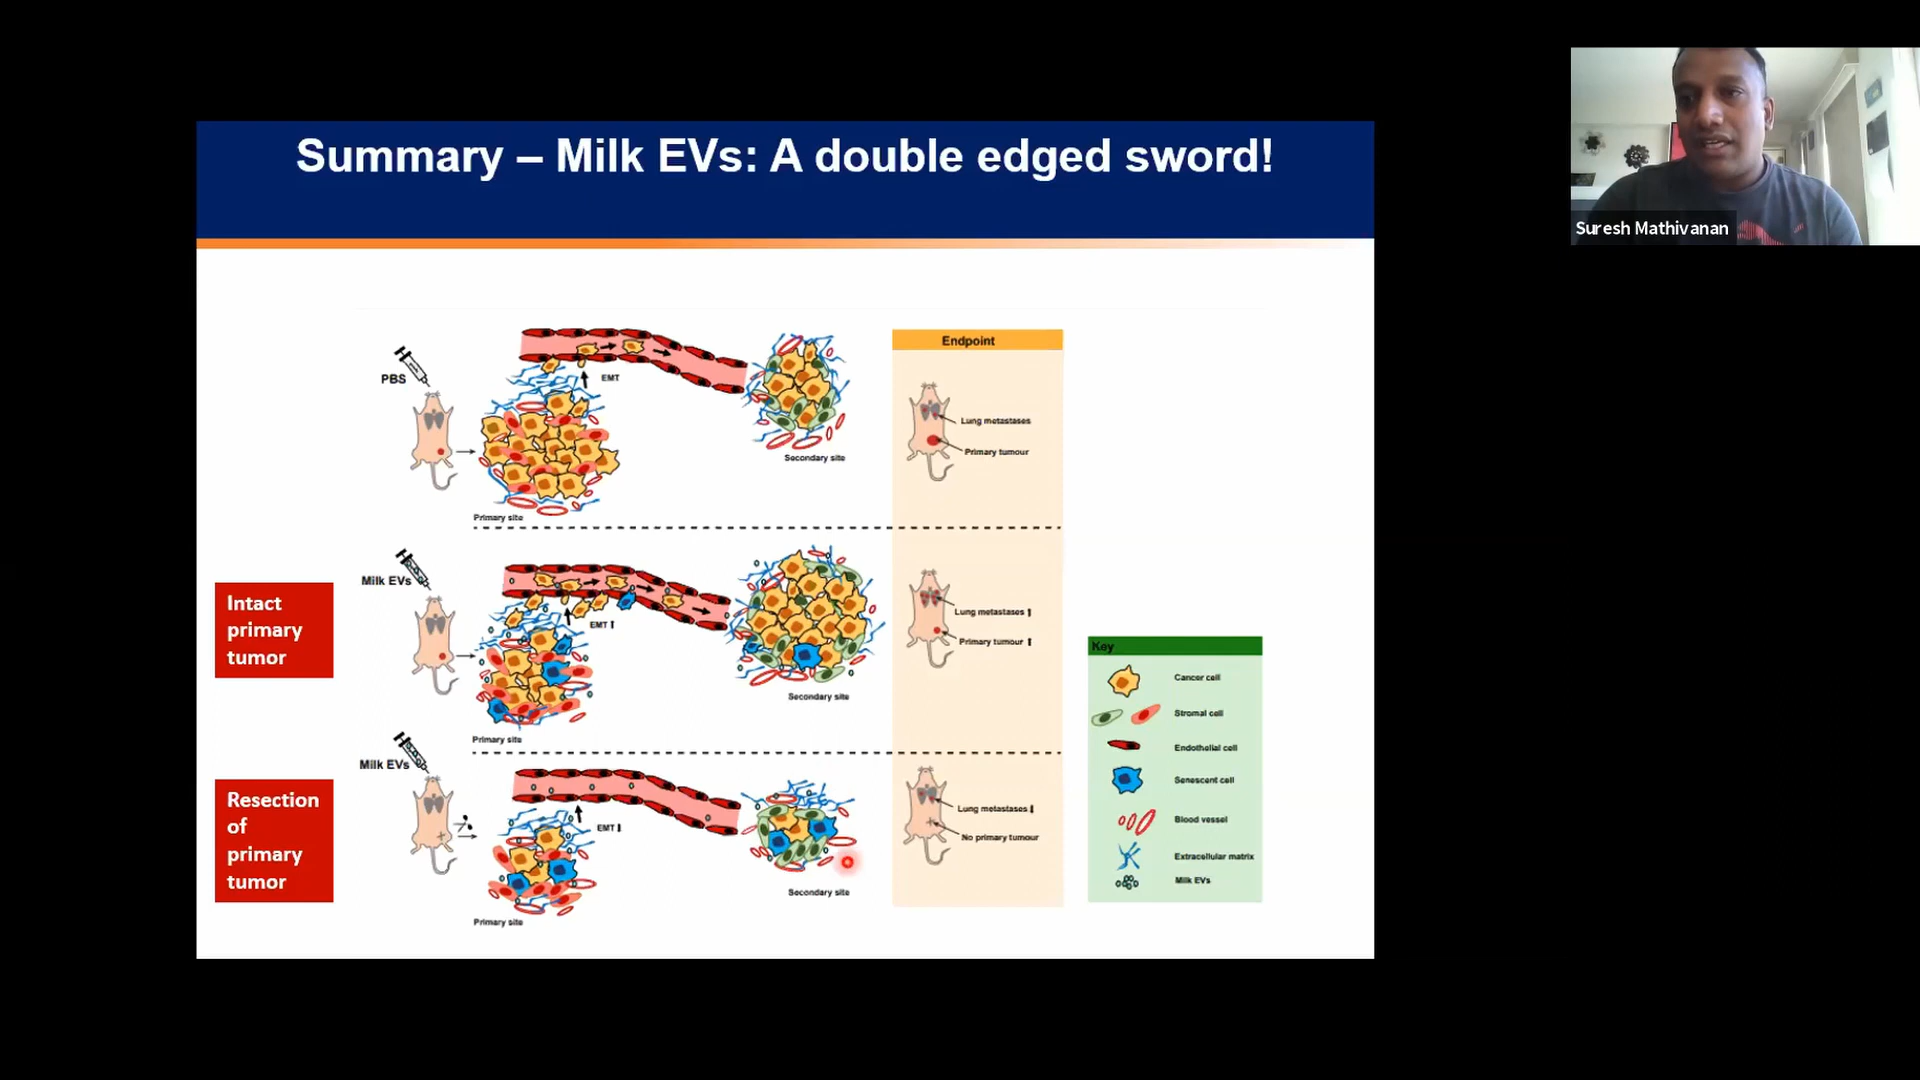 Summary – Milk EVs: A double edged sword!
Suresh Mathivanan
PBS
EMT
Primary site
Secondary site
Endpoint
Lung metastases
Primary tumour
Intact
primary
tumor
Milk EVs
EMT ⬆
Primary site
Secondary site
Lung metastases ⬆
Primary tumour ⬆
Resection
of
primary
tumor
Milk EVs
EMT ⬇
Primary site
Secondary site
Lung metastases ⬇
No primary tumour
Key
Cancer cell
Stromal cell
Endothelial cell
Senescent cell
Blood vessel
Extracellular matrix
Milk EVs